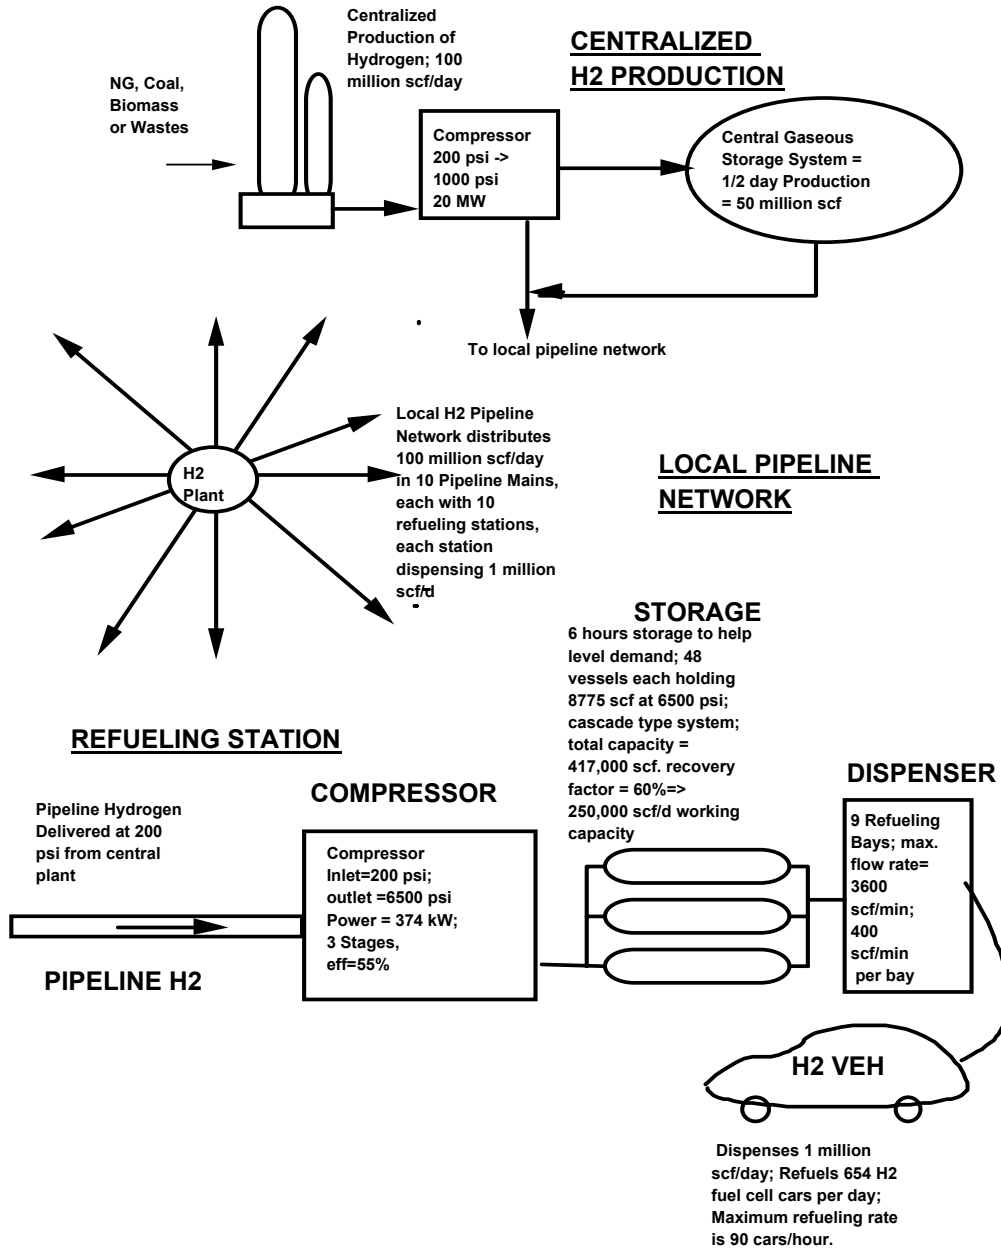 Centralized
Production of
Hydrogen; 100
million scf/day
CENTRALIZED
H2 PRODUCTION
NG, Coal,
Biomass
or Wastes
Compressor
200 psi ->
1000 psi
20 MW
Central Gaseous
Storage System =
1/2 day Production
= 50 million scf
To local pipeline network
H2
Plant
Local H2 Pipeline
Network distributes
100 million scf/day
in 10 Pipeline Mains,
each with 10
refueling stations,
each station
dispensing 1 million
scf/d
LOCAL PIPELINE
NETWORK
STORAGE
6 hours storage to help
level demand; 48
vessels each holding
8775 scf at 6500 psi;
cascade type system;
total capacity =
417,000 scf. recovery
factor = 60%=>
250,000 scf/d working
capacity
REFUELING STATION
Pipeline Hydrogen
Delivered at 200
psi from central
plant
PIPELINE H2
COMPRESSOR
Compressor
Inlet=200 psi;
outlet =6500 psi
Power = 374 kW;
3 Stages,
eff=55%
DISPENSER
9 Refueling
Bays; max.
flow rate=
3600
scf/min;
400
scf/min
per bay
H2 VEH
Dispenses 1 million
scf/day; Refuels 654 H2
fuel cell cars per day;
Maximum refueling rate
is 90 cars/hour.